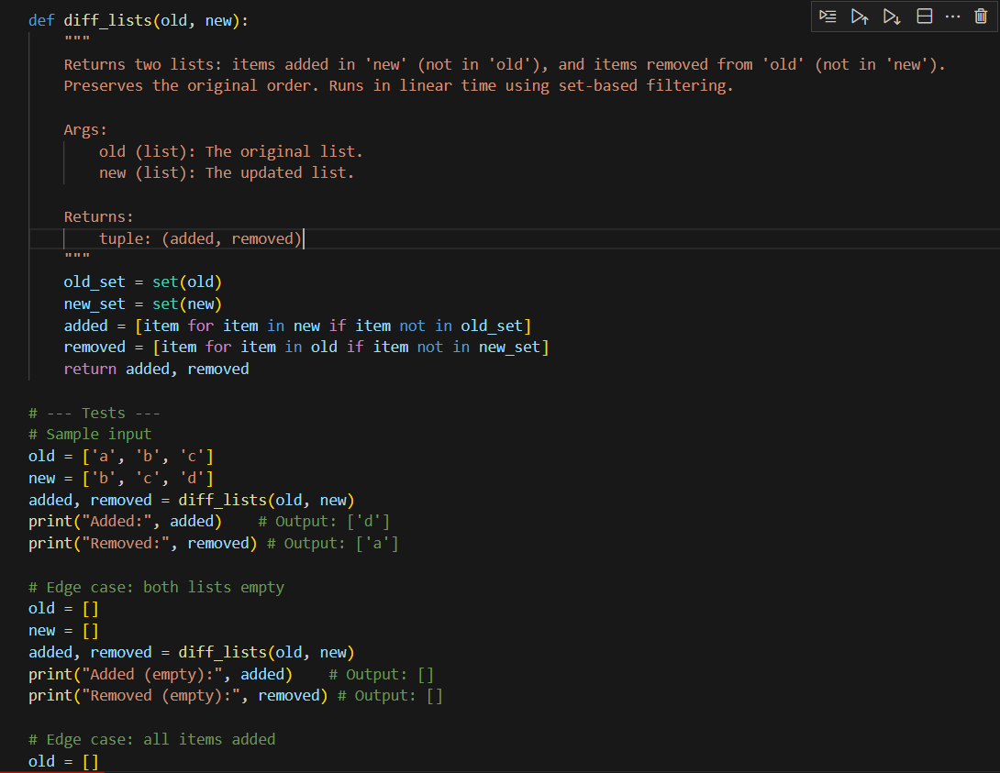 def diff_lists(old, new):
    """
    Returns two lists: items added in 'new' (not in 'old'), and items removed from 'old' (not in 'new').
    Preserves the original order. Runs in linear time using set-based filtering.

    Args:
        old (list): The original list.
        new (list): The updated list.

    Returns:
        tuple: (added, removed)
    """
    old_set = set(old)
    new_set = set(new)
    added = [item for item in new if item not in old_set]
    removed = [item for item in old if item not in new_set]
    return added, removed

# --- Tests ---
# Sample input
old = ['a', 'b', 'c']
new = ['b', 'c', 'd']
added, removed = diff_lists(old, new)
print("Added:", added)    # Output: ['d']
print("Removed:", removed) # Output: ['a']

# Edge case: both lists empty
old = []
new = []
added, removed = diff_lists(old, new)
print("Added (empty):", added)    # Output: []
print("Removed (empty):", removed) # Output: []

# Edge case: all items added
old = []